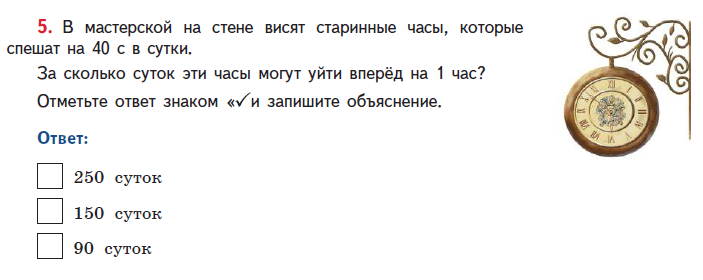 5. В мастерской на стене висят старинные часы, которые
спешат на 40 с в сутки.
За сколько суток эти часы могут уйти вперёд на 1 час?
Отметьте ответ знаком «✓и запишите объяснение.
Ответ:
250 суток
150 суток
90 суток